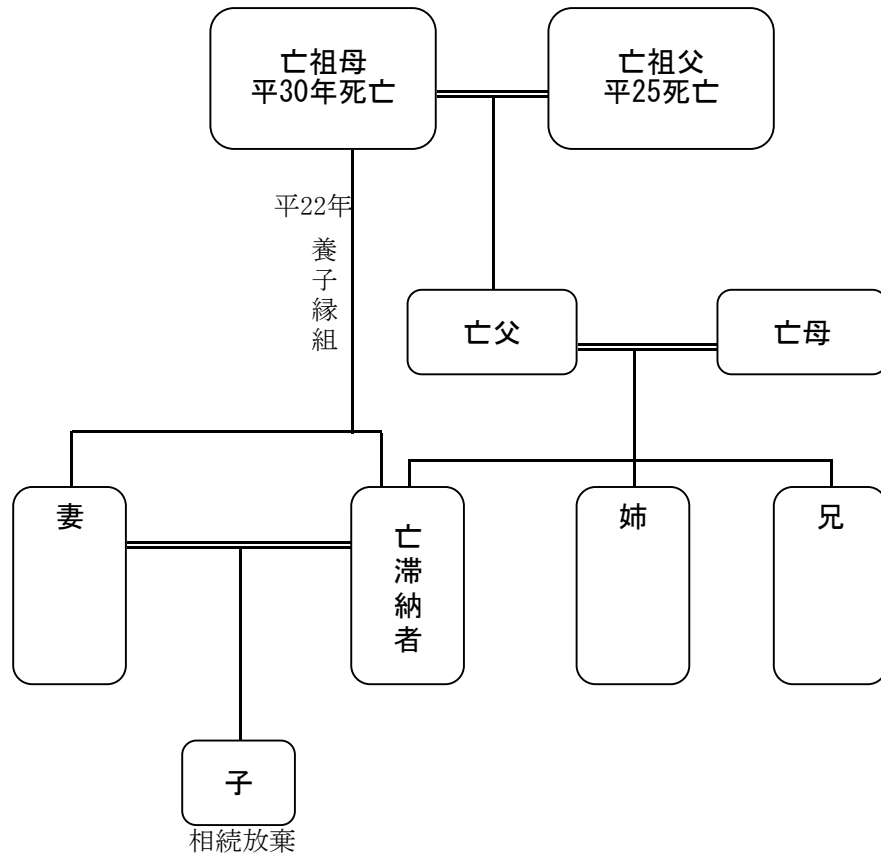 亡祖母
平30年死亡
亡祖父
平25死亡
平22年
養子縁組
亡父
亡母
妻
亡滞納者
姉
兄
子
相続放棄